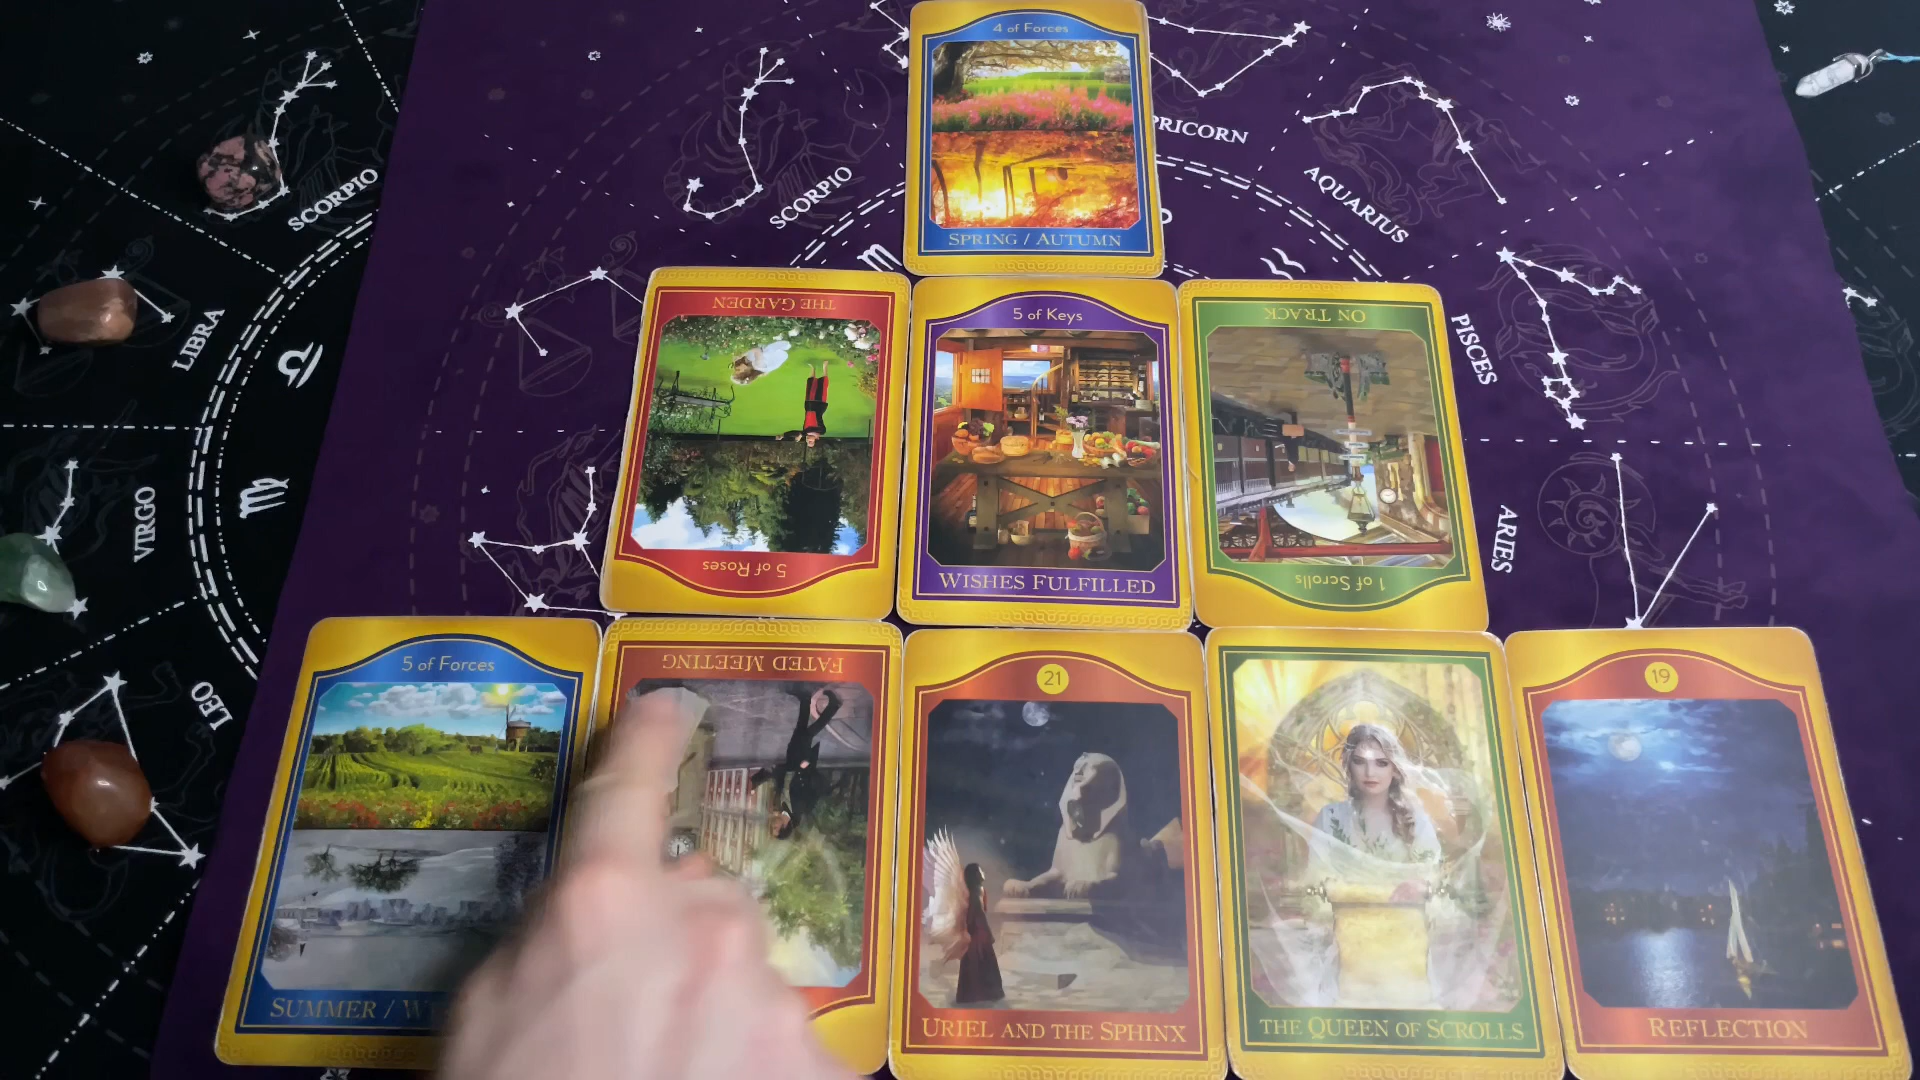 4 of Forces
SPRING / AUTUMN
SCORPIO
SCORPIO
PRICORN
AQUARIUS
PISCES
ARIES
LIBRA
VIRGO
LEO
THE GARDEN
5 of Roses
5 of Keys
WISHES FULFILLED
ON TRACK
1 of Scrolls
5 of Forces
SUMMER / W
FATED MEETING
21
URIEL AND THE SPHINX
THE QUEEN OF SCROLLS
19
REFLECTION